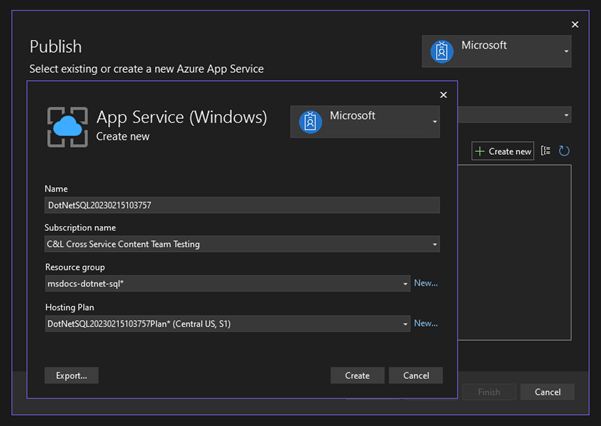 Publish
Microsoft
Select existing or create a new Azure App Service
App Service (Windows)
Microsoft
Create new
Create new
Name
DotNetSQL20230215103757
Subscription name
C&L Cross Service Content Team Testing
Resource group
msdocs-dotnet-sql*
New...
Hosting Plan
DotNetSQL20230215103757Plan* (Central US, S1)
New...
Export...
Create
Cancel
Finish
Cancel